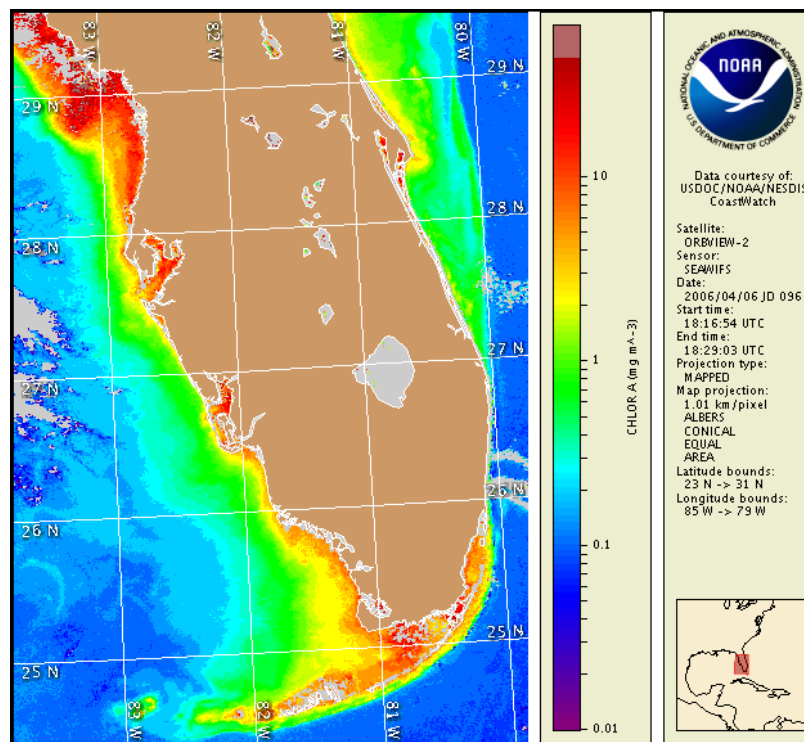 83 W
82 W
81 W
80 W
29 N
29 N
28 N
28 N
27 N
27 N
26 N
26 N
25 N
25 N
83 W
82 W
81 W
1.0
1
0.1
0.01
CHLOR A (mg m^-3)
NATIONAL OCEANIC AND ATMOSPHERIC ADMINISTRATION
NOAA
U.S. DEPARTMENT OF COMMERCE
Data courtesy of:
USDOC/NOAA/NESDIS
CoastWatch
Satellite:
ORBVIEW-2
Sensor:
SEAWIFS
Date:
2006/04/06 JD 096
Start time:
18:16:54 UTC
End time:
18:29:03 UTC
Projection type:
MAPPED
Map projection:
1.01 km/pixel
ALBERS
CONICAL
EQUAL
AREA
Latitude bounds:
23 N -> 31 N
Longitude bounds:
85 W -> 79 W